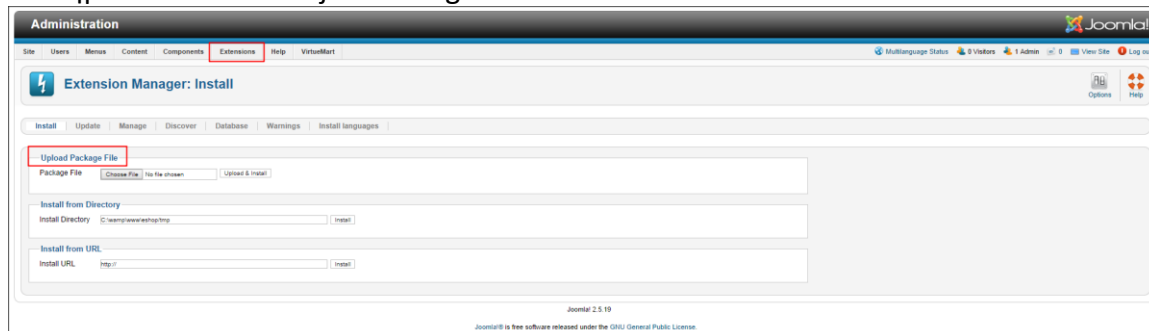 Administration
Joomla!
Site Users Menus Content Components Extensions Help VirtueMart
Multilanguage Status 0 Visitors 1 Admin 0 View Site Log ou
Extension Manager: Install
Options Help
Install Update Manage Discover Database Warnings Install languages
Upload Package File
Package File Choose File No file chosen Upload & Install
Install from Directory
Install Directory C:\wamp\www\eshop/tmp Install
Install from URL
Install URL http:// Install
Joomla! 2.5.19
Joomla!® is free software released under the GNU General Public License.